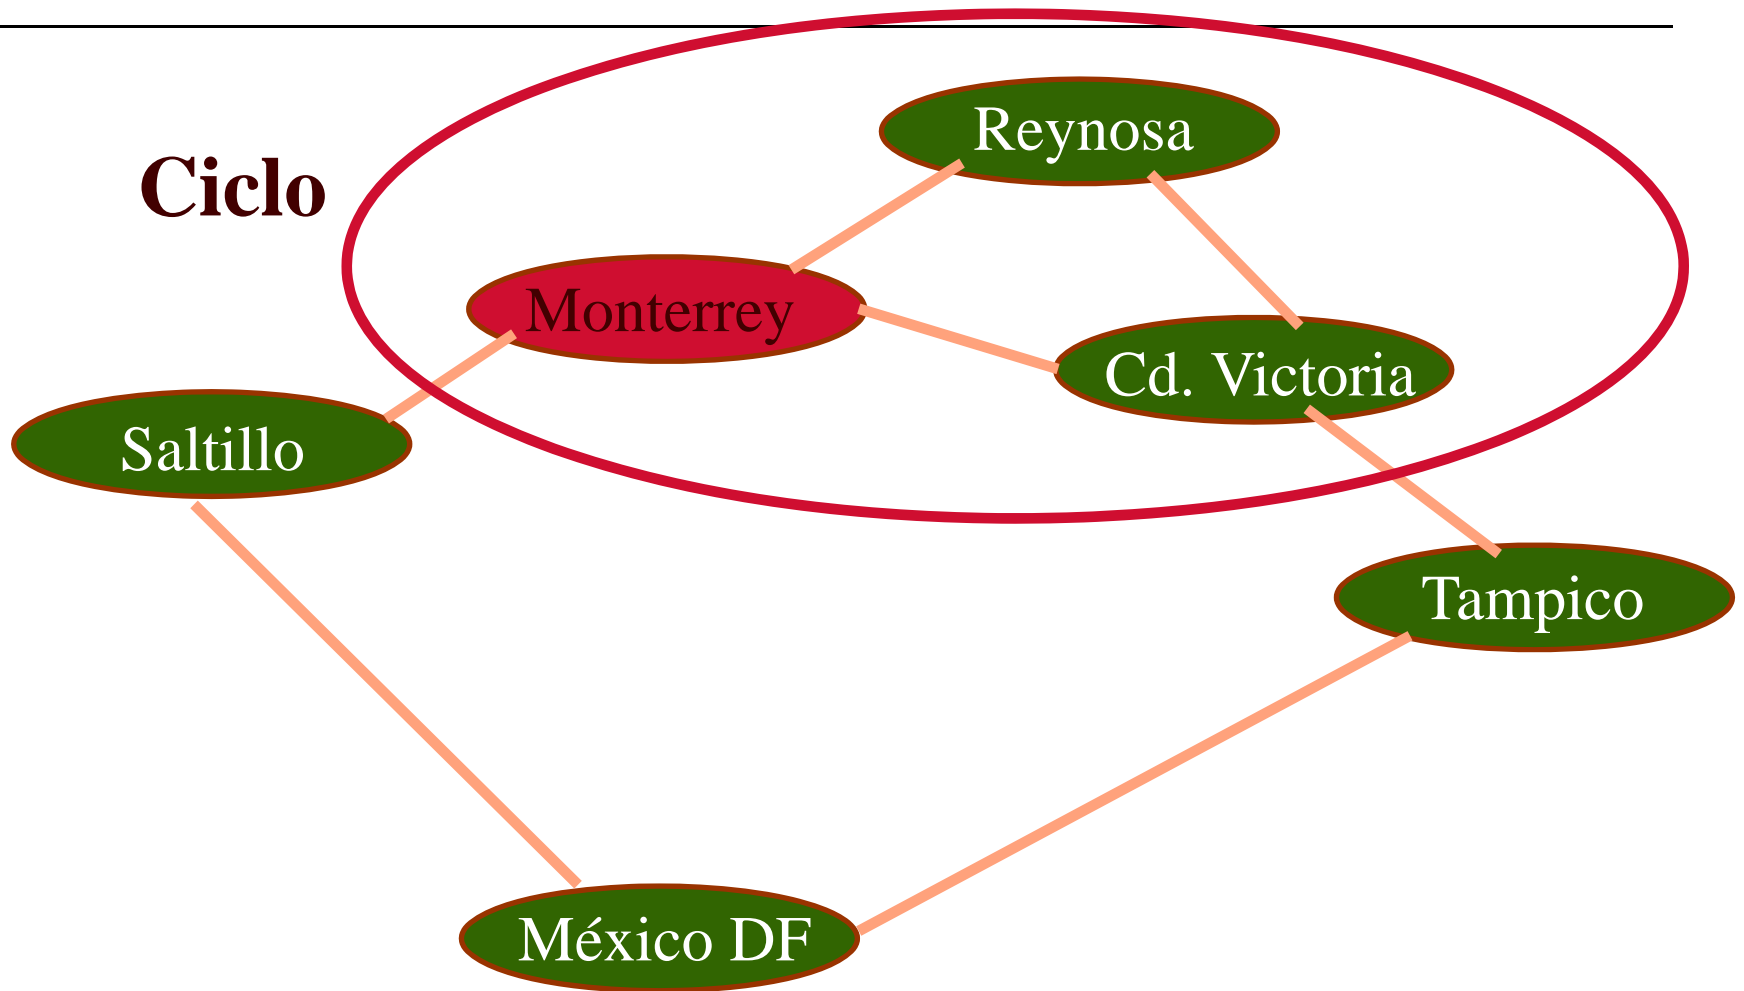 Reynosa
Ciclo
Monterrey
Cd. Victoria
Saltillo
Tampico
México DF